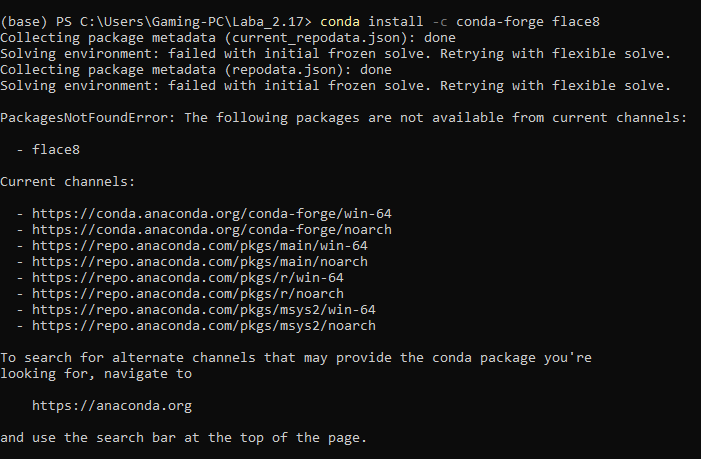 (base) PS C:\Users\Gaming-PC\Laba_2.17> conda install -c conda-forge flace8
Collecting package metadata (current_repodata.json): done
Solving environment: failed with initial frozen solve. Retrying with flexible solve.
Collecting package metadata (repodata.json): done
Solving environment: failed with initial frozen solve. Retrying with flexible solve.
PackagesNotFoundError: The following packages are not available from current channels:
- flace8
Current channels:
- https://conda.anaconda.org/conda-forge/win-64
- https://conda.anaconda.org/conda-forge/noarch
- https://repo.anaconda.com/pkgs/main/win-64
- https://repo.anaconda.com/pkgs/main/noarch
- https://repo.anaconda.com/pkgs/r/win-64
- https://repo.anaconda.com/pkgs/r/noarch
- https://repo.anaconda.com/pkgs/msys2/win-64
- https://repo.anaconda.com/pkgs/msys2/noarch
To search for alternate channels that may provide the conda package you're
looking for, navigate to
https://anaconda.org
and use the search bar at the top of the page.